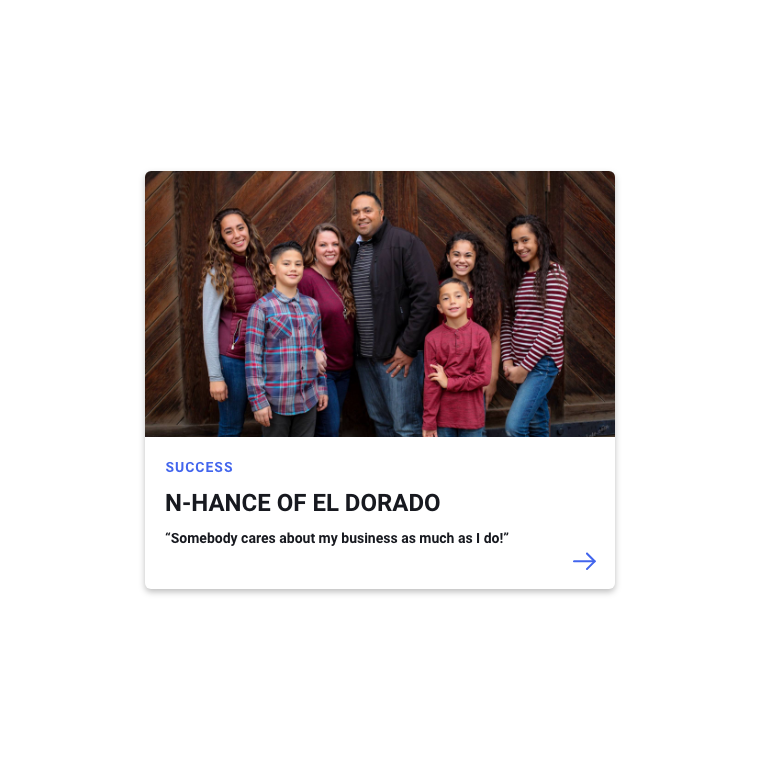 SUCCESS
N-HANCE OF EL DORADO
“Somebody cares about my business as much as I do!”